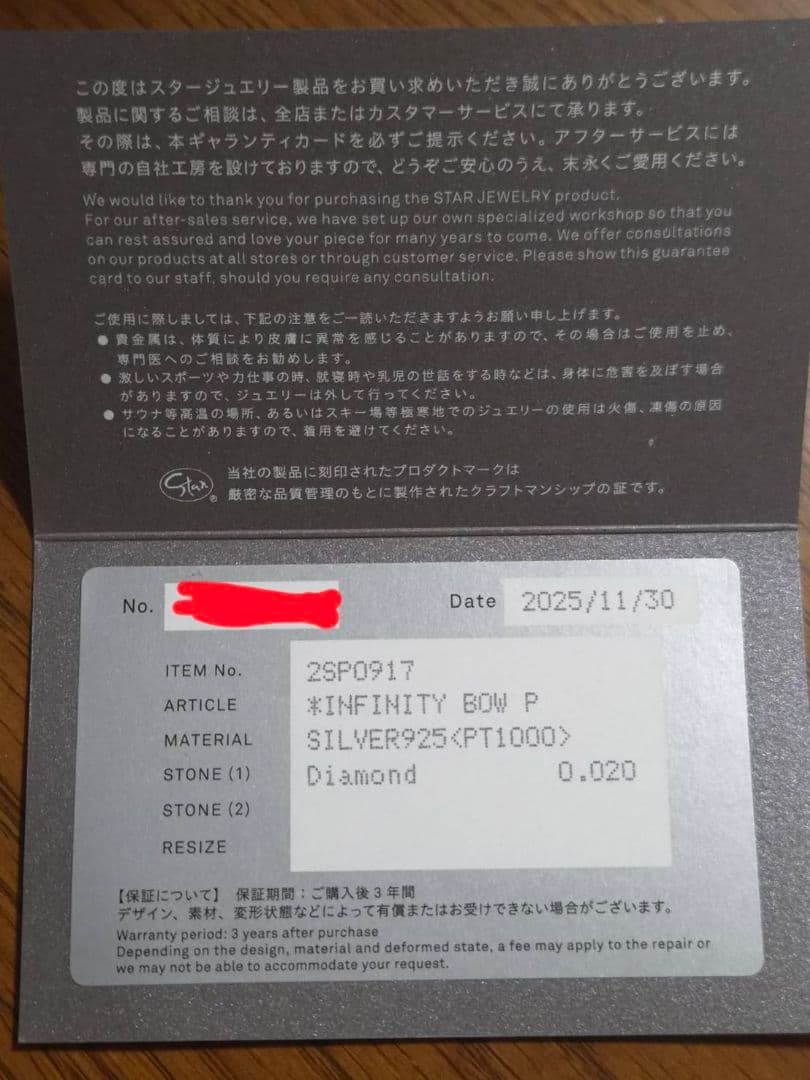 この度はスタージュエリー製品をお買い求めいただき誠にありがとうございます。
製品に関するご相談は、全店またはカスタマーサービスにて承ります。
その際は、本ギャランティカードを必ずご提示ください。アフターサービスには
専門の自社工房を設けておりますので、どうぞご安心のうえ、末永くご愛用ください。
We would like to thank you for purchasing the STAR JEWELRY product.
For our after-sales service, we have set up our own specialized workshop so that you
can rest assured and love your piece for many years to come. We offer consultations
on our products at all stores or through customer service. Please show this guarantee
card to our staff, should you require any consultation.
ご使用に際しましては、下記の注意をご一読いただきますようお願い申し上げます。
● 貴金属は、体質により皮膚に異常を感じることがありますので、その場合はご使用を止め、
専門医へのご相談をお勧めします。
● 激しいスポーツや力仕事の時、就寝時や乳児の世話をする時などは、身体に危害を及ぼす場合
がありますので、ジュエリーは外して行ってください。
● サウナ等高温の場所、あるいはスキー場等極寒地でのジュエリーの使用は火傷、凍傷の原因
になることがありますので、着用を避けてください。
Star® 当社の製品に刻印されたプロダクトマークは
厳密な品質管理のもとに製作されたクラフトマンシップの証です。
No. Date 2025/11/30
ITEM No. 2SP0917
ARTICLE *INFINITY BOW P
MATERIAL SILVER925<PT1000>
STONE (1) Diamond 0.020
STONE (2)
RESIZE
【保証について】 保証期間：ご購入後3年間
デザイン、素材、変形状態などによって有償またはお受けできない場合がございます。
Warranty period: 3 years after purchase
Depending on the design, material and deformed state, a fee may apply to the repair or
we may not be able to accommodate your request.